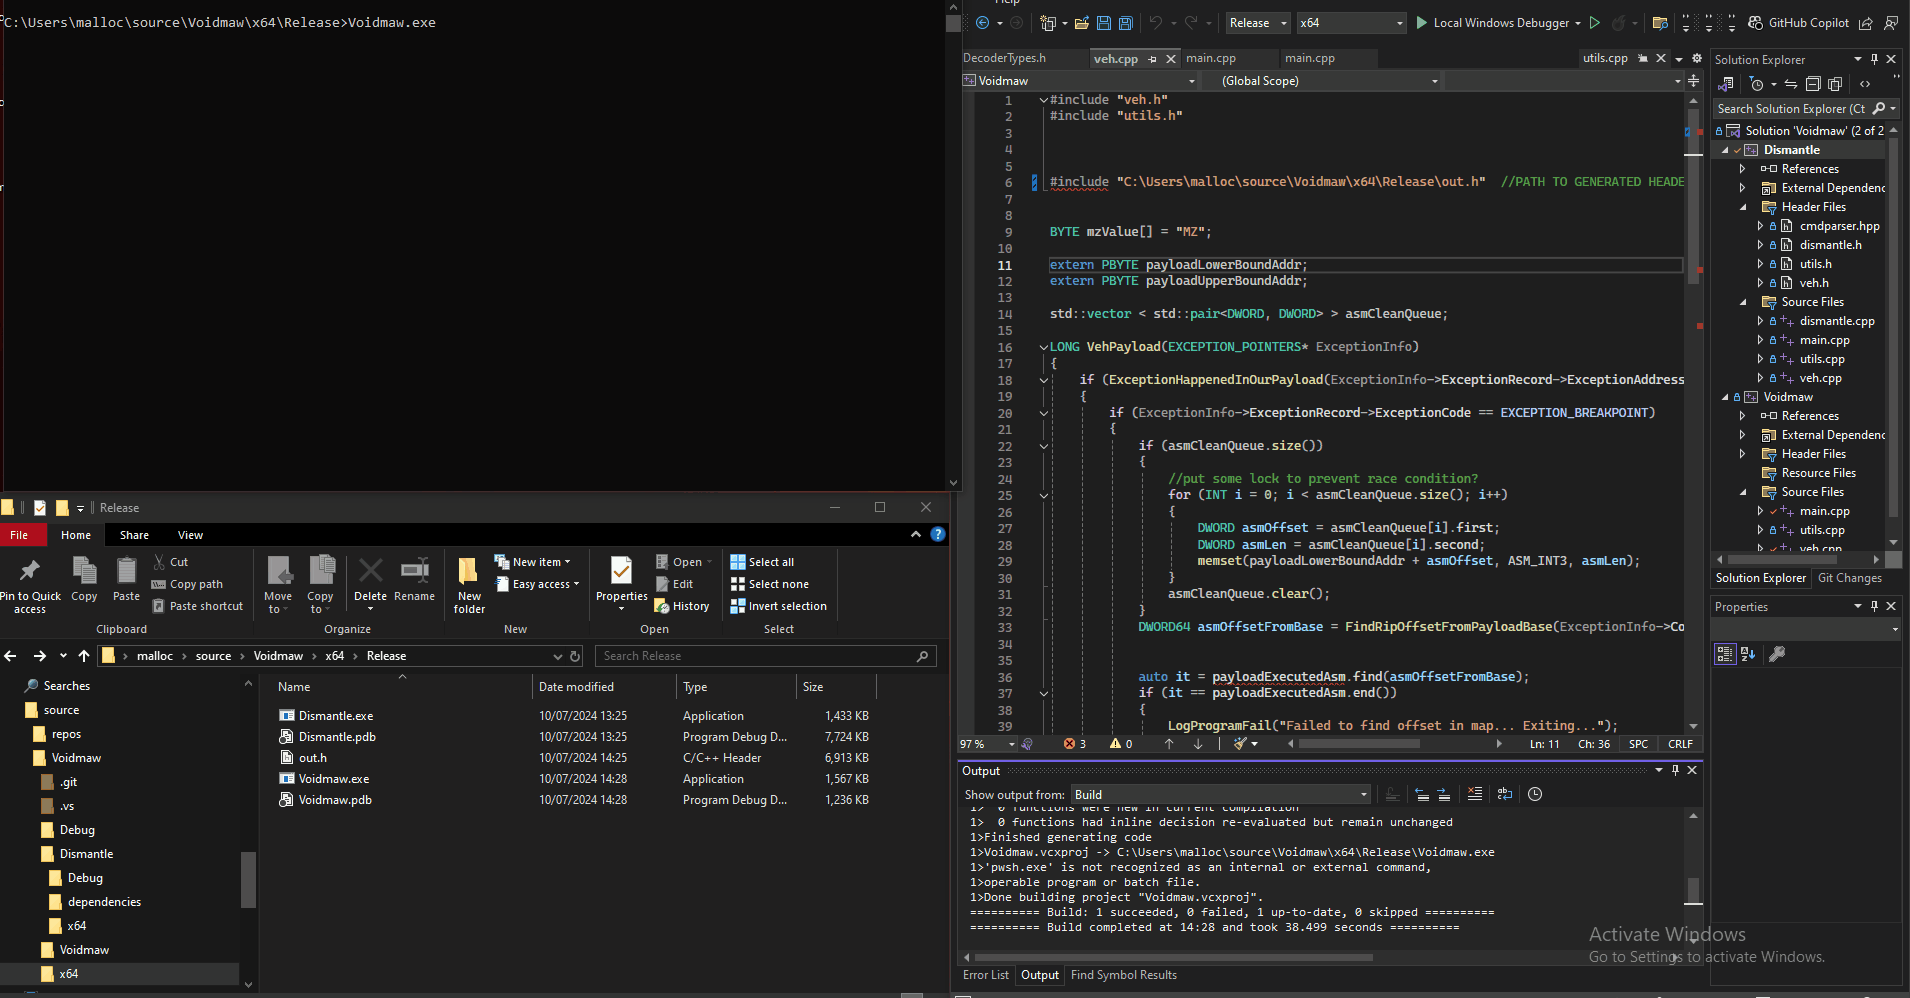 C:\Users\malloc\source\Voidmaw\x64\Release>Voidmaw.exe
Release
File Home Share View
Pin to Quick access
Copy
Paste
Cut
Copy path
Paste shortcut
Clipboard
Move to
Copy to
Delete
Rename
Organize
New folder
New item
Easy access
New
Properties
Open
Edit
History
Open
Select all
Select none
Invert selection
Select
malloc > source > Voidmaw > x64 > Release
Search Release
Searches
source
repos
Voidmaw
.git
.vs
Debug
Dismantle
Debug
dependencies
x64
Voidmaw
x64
Name Date modified Type Size
Dismantle.exe 10/07/2024 13:25 Application 1,433 KB
Dismantle.pdb 10/07/2024 13:25 Program Debug D... 7,724 KB
out.h 10/07/2024 14:25 C/C++ Header 6,913 KB
Voidmaw.exe 10/07/2024 14:28 Application 1,567 KB
Voidmaw.pdb 10/07/2024 14:28 Program Debug D... 1,236 KB
Help
Release x64 Local Windows Debugger GitHub Copilot
DecoderTypes.h veh.cpp main.cpp main.cpp utils.cpp
Voidmaw (Global Scope)
1 #include "veh.h"
2 #include "utils.h"
3
4
5
6 #include "C:\Users\malloc\source\Voidmaw\x64\Release\out.h" //PATH TO GENERATED HEADE
7
8
9 BYTE mzValue[] = "MZ";
10
11 extern PBYTE payloadLowerBoundAddr;
12 extern PBYTE payloadUpperBoundAddr;
13
14 std::vector < std::pair<DWORD, DWORD> > asmCleanQueue;
15
16 LONG VehPayload(EXCEPTION_POINTERS* ExceptionInfo)
17 {
18 if (ExceptionHappenedInOurPayload(ExceptionInfo->ExceptionRecord->ExceptionAddress
19 {
20 if (ExceptionInfo->ExceptionRecord->ExceptionCode == EXCEPTION_BREAKPOINT)
21 {
22 if (asmCleanQueue.size())
23 {
24 //put some lock to prevent race condition?
25 for (INT i = 0; i < asmCleanQueue.size(); i++)
26 {
27 DWORD asmOffset = asmCleanQueue[i].first;
28 DWORD asmLen = asmCleanQueue[i].second;
29 memset(payloadLowerBoundAddr + asmOffset, ASM_INT3, asmLen);
30 }
31 asmCleanQueue.clear();
32 }
33 DWORD64 asmOffsetFromBase = FindRipOffsetFromPayloadBase(ExceptionInfo->Co
34
35
36 auto it = payloadExecutedAsm.find(asmOffsetFromBase);
37 if (it == payloadExecutedAsm.end())
38 {
39 LogProgramFail("Failed to find offset in map... Exiting...");
97 % 3 0 Ln: 11 Ch: 36 SPC CRLF
Output
Show output from: Build
1> 0 functions were new in current compilation
1> 0 functions had inline decision re-evaluated but remain unchanged
1>Finished generating code
1>Voidmaw.vcxproj -> C:\Users\malloc\source\Voidmaw\x64\Release\Voidmaw.exe
1>'pwsh.exe' is not recognized as an internal or external command,
1>operable program or batch file.
1>Done building project "Voidmaw.vcxproj".
========== Build: 1 succeeded, 0 failed, 1 up-to-date, 0 skipped ==========
========== Build completed at 14:28 and took 38.499 seconds ==========
Error List Output Find Symbol Results
Solution Explorer
Search Solution Explorer (Ct
Solution 'Voidmaw' (2 of 2
Dismantle
References
External Dependenc
Header Files
cmdparser.hpp
dismantle.h
utils.h
veh.h
Source Files
dismantle.cpp
main.cpp
utils.cpp
veh.cpp
Voidmaw
References
External Dependenc
Header Files
Resource Files
Source Files
main.cpp
utils.cpp
veh.cpp
Solution Explorer Git Changes
Properties
Activate Windows
Go to Settings to activate Windows.